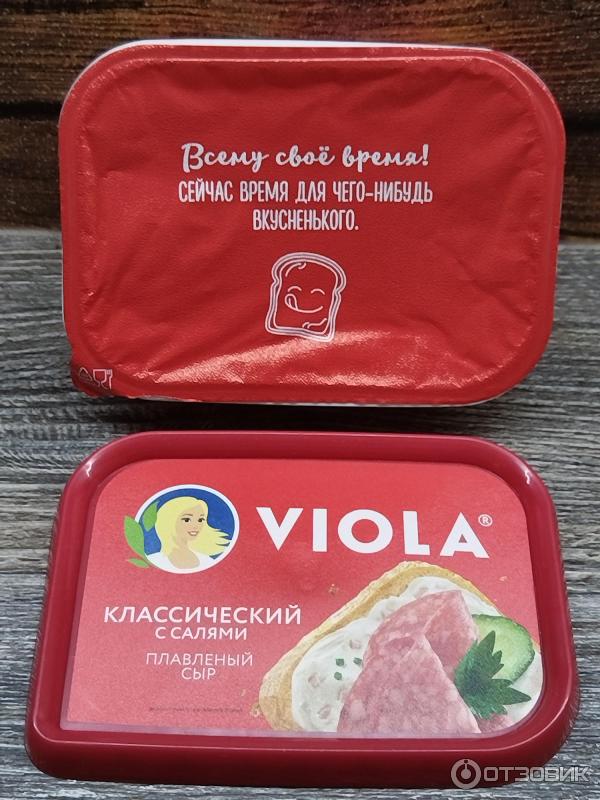 Всему своё время!
СЕЙЧАС ВРЕМЯ ДЛЯ ЧЕГО-НИБУДЬ
ВКУСНЕНЬКОГО.
VIOLA®
КЛАССИЧЕСКИЙ
С САЛЯМИ
ПЛАВЛЕНЫЙ
СЫР
ОТЗОВИК